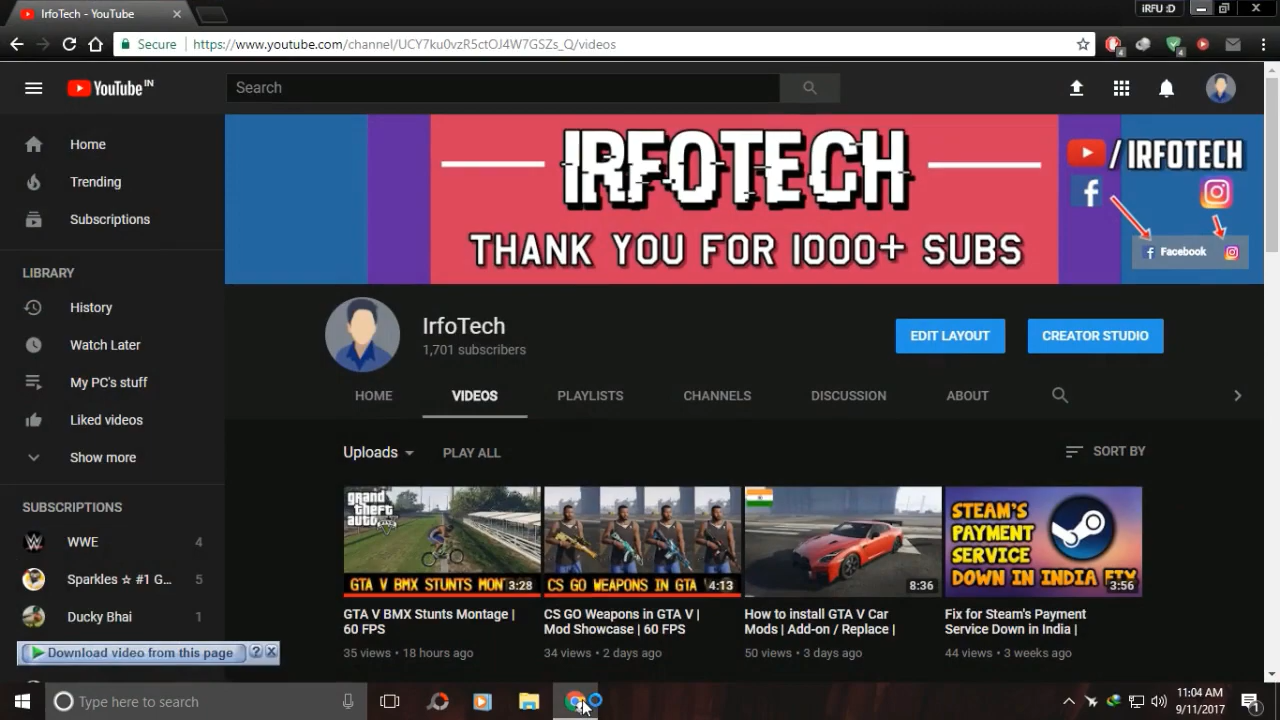 IrfoTech - YouTube
iRFU :D
Secure
https://www.youtube.com/channel/UCY7ku0vzR5ctOJ4W7GSZs_Q/videos
4
4
YouTube IN
Search
Home
Trending
Subscriptions
LIBRARY
History
Watch Later
My PC's stuff
Liked videos
Show more
SUBSCRIPTIONS
WWE 4
Sparkles ☆ #1 G... 5
Ducky Bhai 1
Download video from this page ? X
IRFOTECH
THANK YOU FOR 1000+ SUBS
/ IRFOTECH
f
f Facebook
IrfoTech
1,701 subscribers
EDIT LAYOUT
CREATOR STUDIO
HOME VIDEOS PLAYLISTS CHANNELS DISCUSSION ABOUT
Uploads PLAY ALL
SORT BY
grand
theft
auto
GTA V BMX STUNTS MON
3:28
GTA V BMX Stunts Montage |
60 FPS
35 views • 18 hours ago
CS GO WEAPONS IN GTA
4:13
CS GO Weapons in GTA V |
Mod Showcase | 60 FPS
34 views • 2 days ago
8:36
How to install GTA V Car
Mods | Add-on / Replace |
50 views • 3 days ago
STEAM'S
PAYMENT
SERVICE
DOWN IN INDIA FIX
3:56
Fix for Steam's Payment
Service Down in India |
44 views • 3 weeks ago
Type here to search
11:04 AM
9/11/2017
1